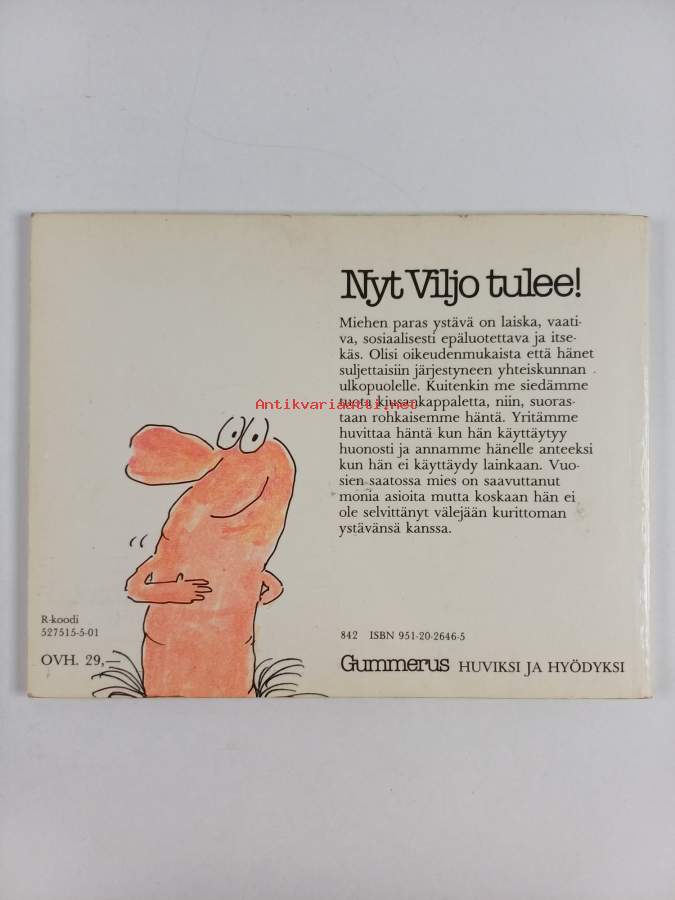 Nyt Viljo tulee!
Miehen paras ystävä on laiska, vaati-
va, sosiaalisesti epäluotettava ja itse-
käs. Olisi oikeudenmukaista että hänet
suljettaisiin järjestyneen yhteiskunnan
ulkopuolelle. Kuitenkin me siedämme
tuota kiusankappaletta, niin, suoras-
Antikvariaatti.net
taan rohkaisemme häntä. Yritämme
huvittaa häntä kun hän käyttäytyy
huonosti ja annamme hänelle anteeksi
kun hän ei käyttäydy lainkaan. Vuo-
sien saatossa mies on saavuttanut
monia asioita mutta koskaan hän ei
ole selvittänyt välejään kurittoman
ystävänsä kanssa.
R-koodi
527515-5-01
OVH. 29,—
842 ISBN 951-20-2646-5
Gummerus HUVIKSI JA HYÖDYKSI